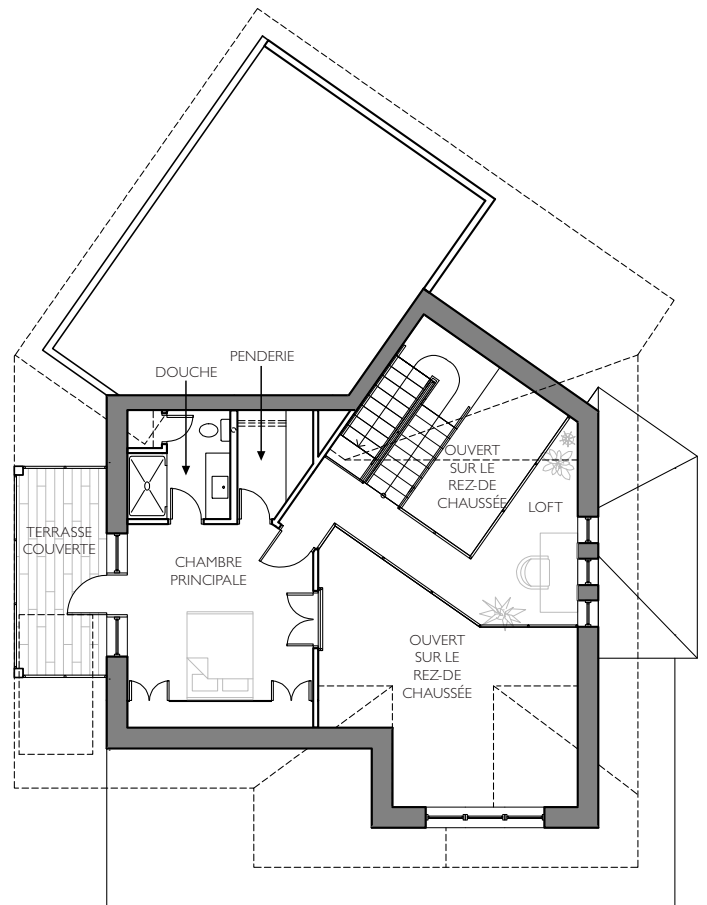 PENDERIE
DOUCHE
OUVERT
SUR LE
REZ-DE
CHAUSSÉE
LOFT
TERRASSE
COUVERTE
CHAMBRE
PRINCIPALE
OUVERT
SUR LE
REZ-DE
CHAUSSÉE